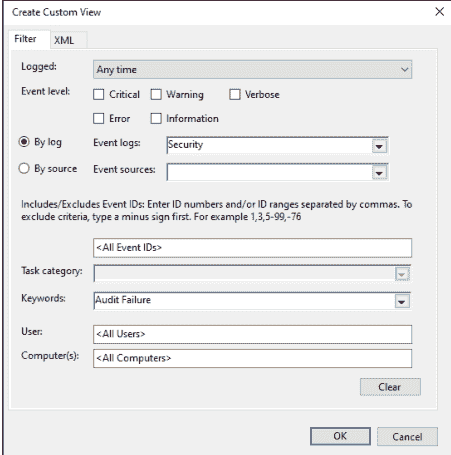 Create Custom View
Filter XML
Logged: Any time
Event level: Critical Warning Verbose
Error Information
By log Event logs: Security
By source Event sources:
Includes/Excludes Event IDs: Enter ID numbers and/or ID ranges separated by commas. To
exclude criteria, type a minus sign first. For example 1,3,5-99,-76
<All Event IDs>
Task category:
Keywords: Audit Failure
User: <All Users>
Computer(s): <All Computers>
Clear
OK Cancel